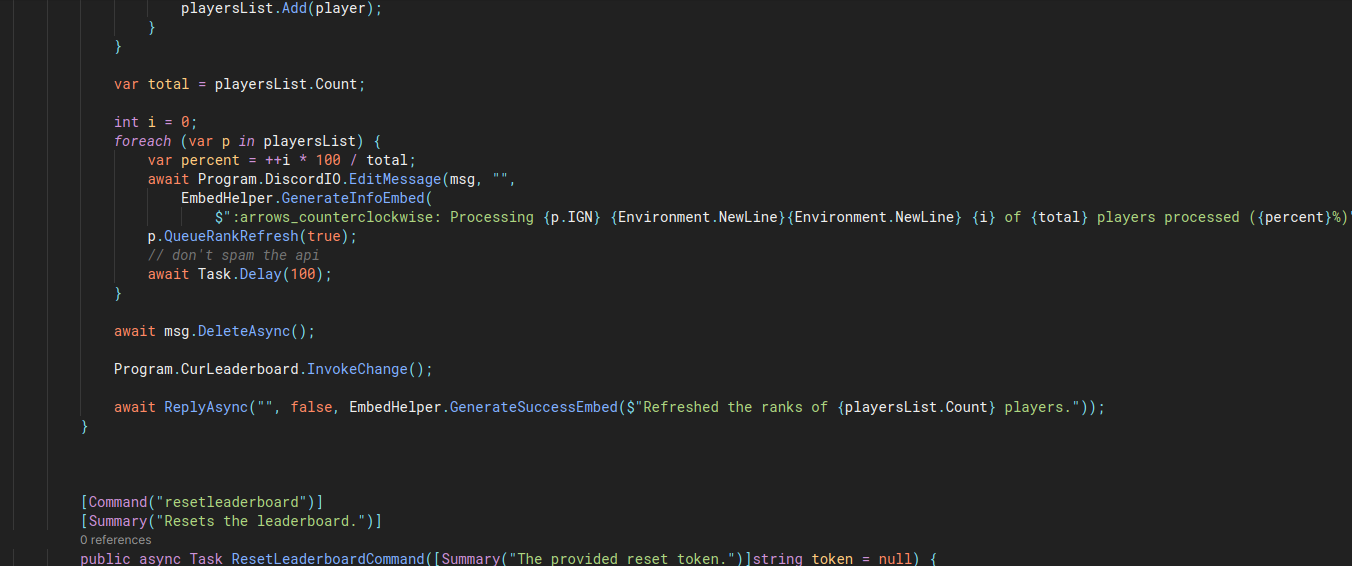 playersList.Add(player);
}
}
var total = playersList.Count;
int i = 0;
foreach (var p in playersList) {
var percent = ++i * 100 / total;
await Program.DiscordIO.EditMessage(msg, "",
EmbedHelper.GenerateInfoEmbed(
$":arrows_counterclockwise: Processing {p.IGN} {Environment.NewLine}{Environment.NewLine} {i} of {total} players processed ({percent}%)"
p.QueueRankRefresh(true);
// don't spam the api
await Task.Delay(100);
}
await msg.DeleteAsync();
Program.CurLeaderboard.InvokeChange();
await ReplyAsync("", false, EmbedHelper.GenerateSuccessEmbed($"Refreshed the ranks of {playersList.Count} players."));
}
[Command("resetleaderboard")]
[Summary("Resets the leaderboard.")]
0 references
public async Task ResetLeaderboardCommand([Summary("The provided reset token.")]string token = null) {